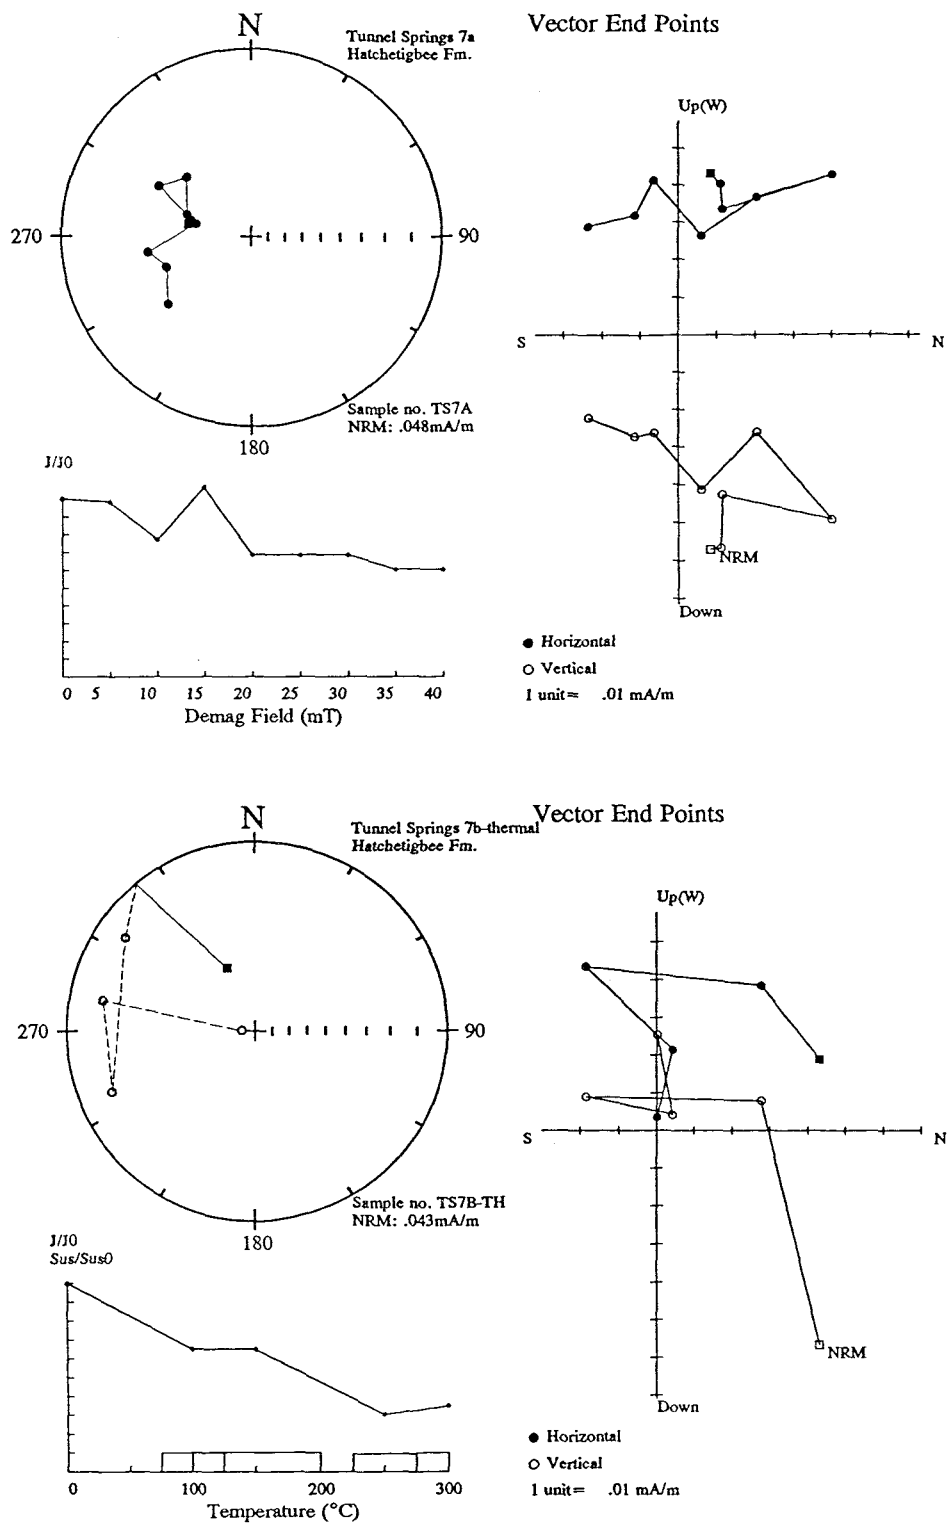 N
Tunnel Springs 7a
Hatchetigbee Fm.
270
90
180
Sample no. TS7A
NRM: .048mA/m
J/J0
0 5 10 15 20 25 30 35 40
Demag Field (mT)
Vector End Points
Up(W)
S
N
NRM
Down
Horizontal
Vertical
1 unit= .01 mA/m
N
Tunnel Springs 7b-thermal
Hatchetigbee Fm.
270
90
180
Sample no. TS7B-TH
NRM: .043mA/m
J/J0
Sus/Sus0
0 100 200 300
Temperature (°C)
Vector End Points
Up(W)
S
N
NRM
Down
Horizontal
Vertical
1 unit= .01 mA/m